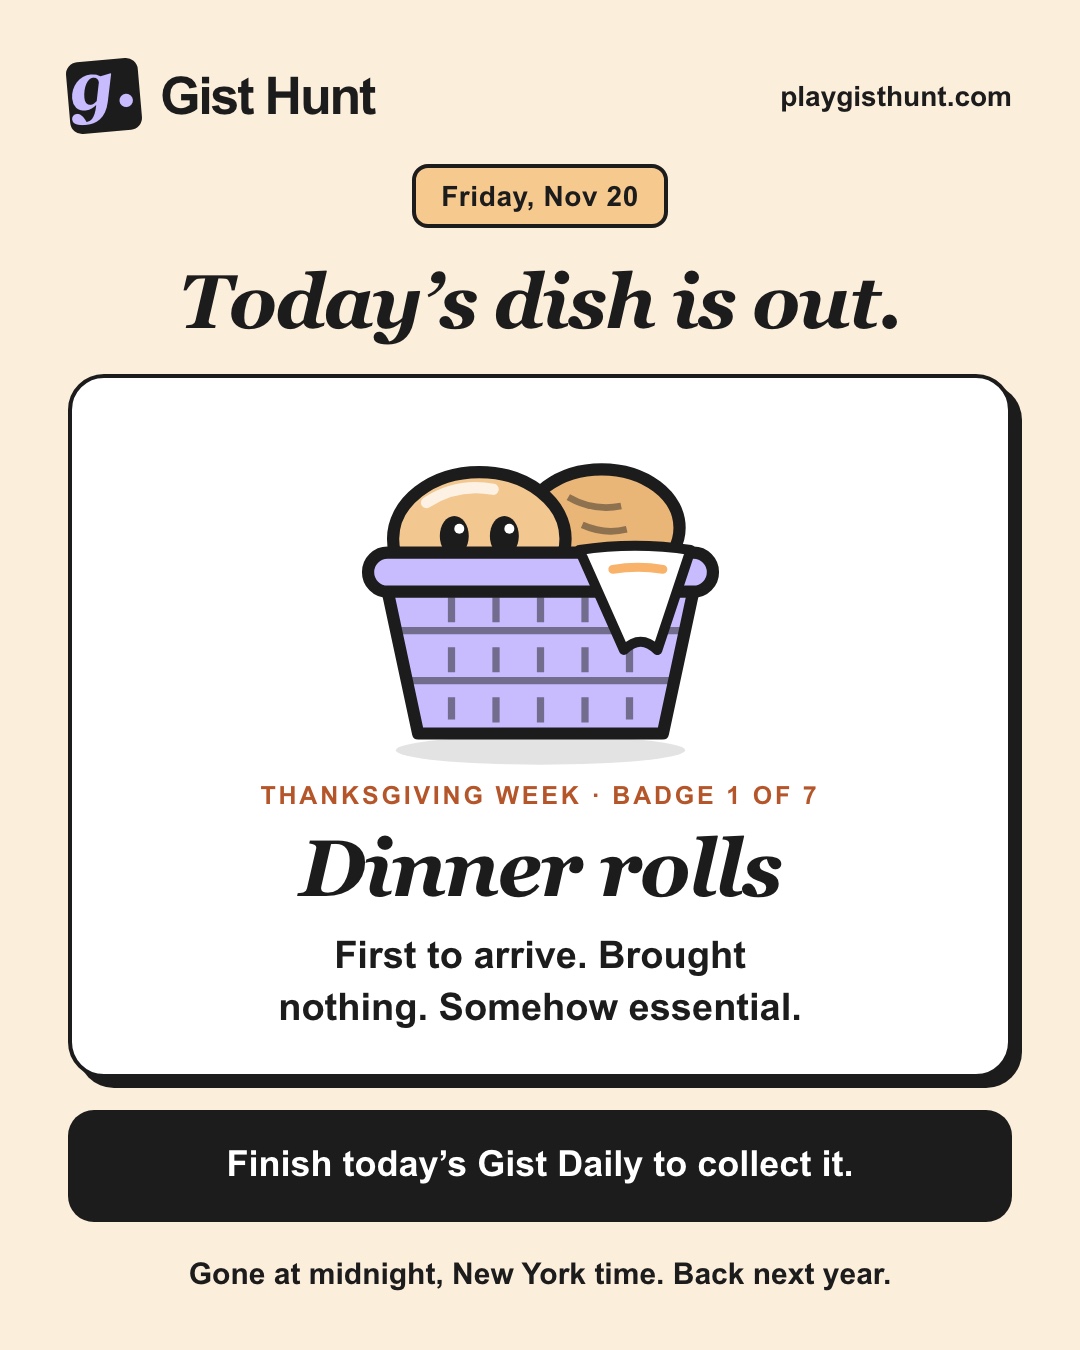 g. Gist Hunt
playgisthunt.com
Friday, Nov 20
Today’s dish is out.
THANKSGIVING WEEK · BADGE 1 OF 7
Dinner rolls
First to arrive. Brought
nothing. Somehow essential.
Finish today’s Gist Daily to collect it.
Gone at midnight, New York time. Back next year.